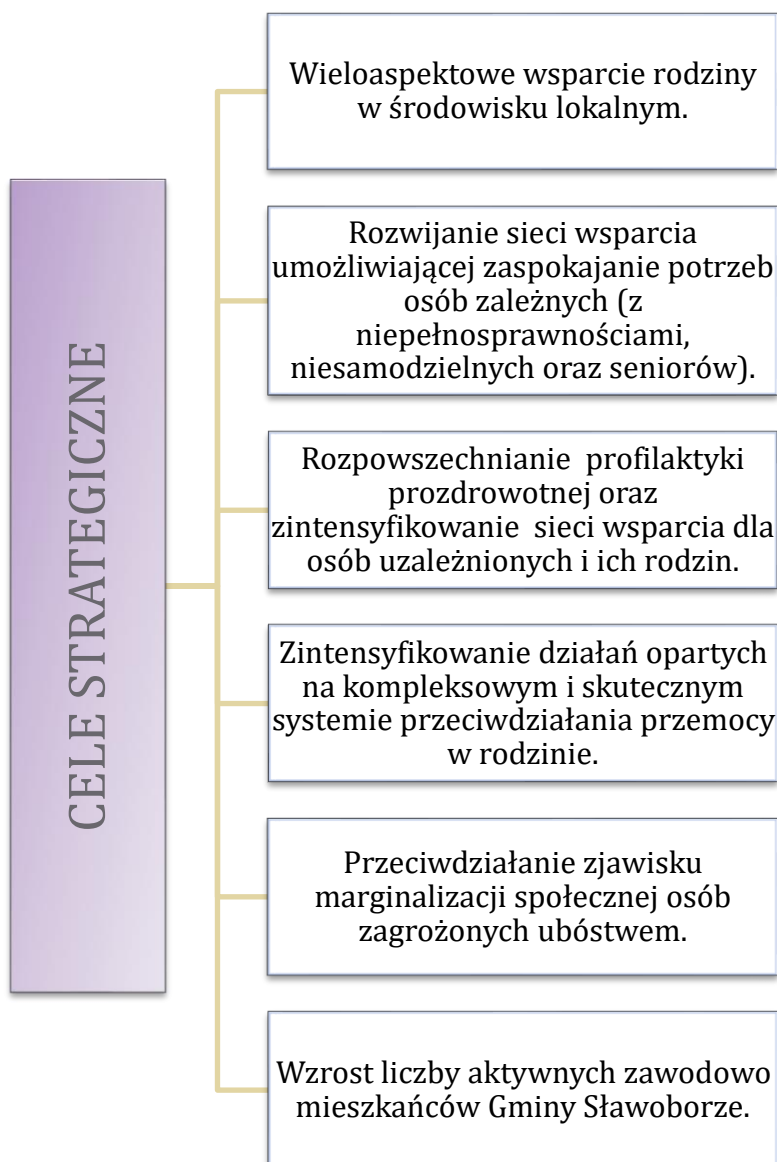 CELE STRATEGICZNE
Wieloaspektowe wsparcie rodziny
w środowisku lokalnym.
Rozwijanie sieci wsparcia
umożliwiającej zaspokajanie potrzeb
osób zależnych (z
niepełnosprawnościami,
niesamodzielnych oraz seniorów).
Rozpowszechnianie  profilaktyki
prozdrowotnej oraz
zintensyfikowanie  sieci wsparcia dla
osób uzależnionych i ich rodzin.
Zintensyfikowanie działań opartych
na kompleksowym i skutecznym
systemie przeciwdziałania przemocy
w rodzinie.
Przeciwdziałanie zjawisku
marginalizacji społecznej osób
zagrożonych ubóstwem.
Wzrost liczby aktywnych zawodowo
mieszkańców Gminy Sławoborze.